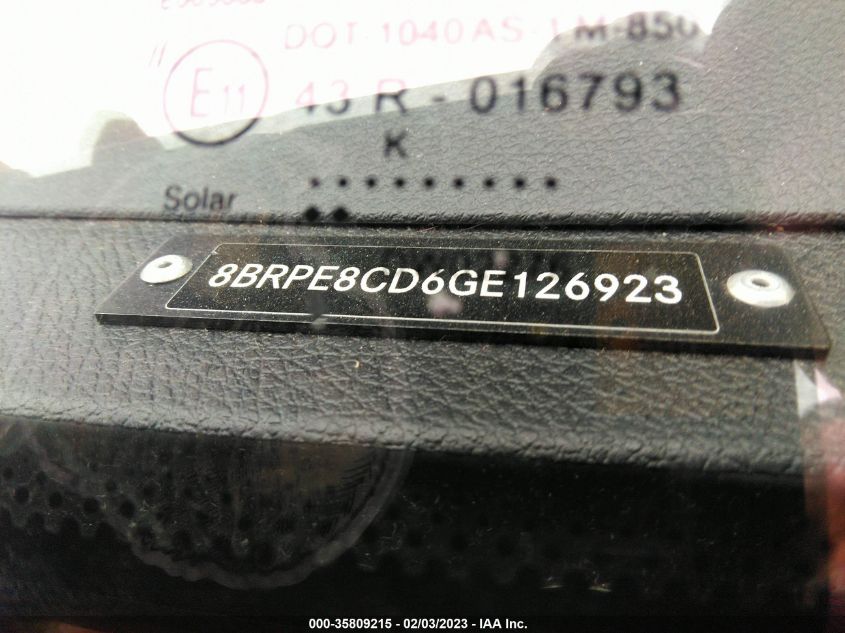 DOT-1040 AS-1 M-850
E11
43 R - 016793
K
Solar
8BRPE8CD6GE126923
000-35809215 - 02/03/2023 - IAA Inc.